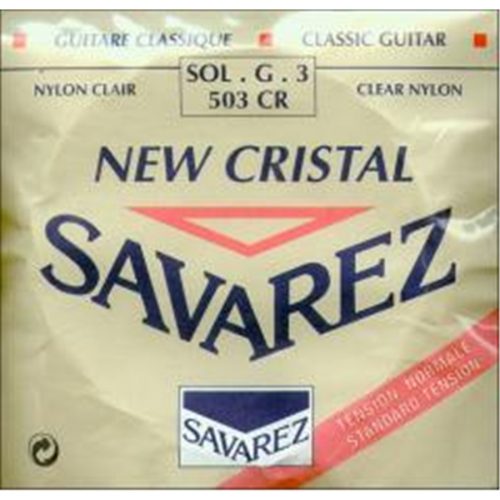 GUITARE CLASSIQUE CLASSIC GUITAR
SOL . G . 3
NYLON CLAIR 503 CR CLEAR NYLON
NEW CRISTAL
SAVAREZ
TENSION NORMALE
STANDARD TENSION
SAVAREZ